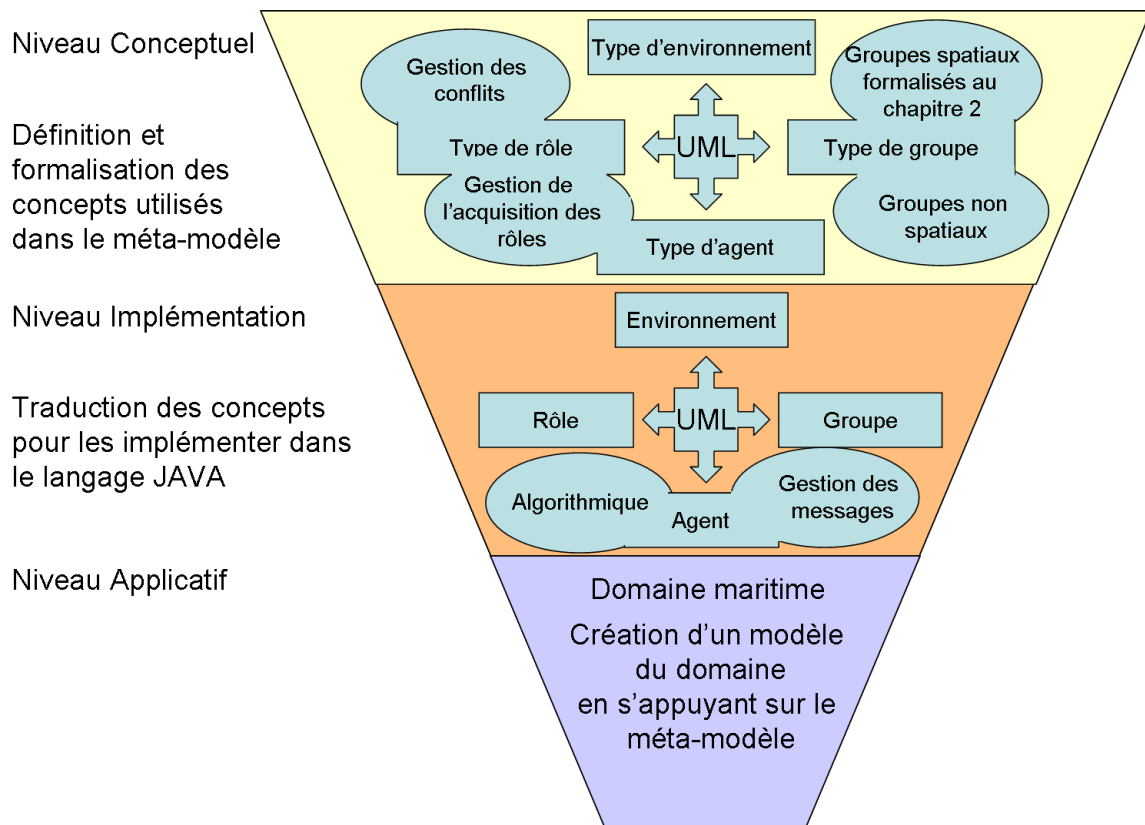 Niveau Conceptuel
Définition et
formalisation des
concepts utilisés
dans le méta-modèle
Type d'environnement
Gestion des
conflits
Groupes spatiaux
formalisés au
chapitre 2
Type de rôle
UML
Type de groupe
Gestion de
l'acquisition des
rôles
Groupes non
spatiaux
Type d'agent
Niveau Implémentation
Traduction des concepts
pour les implémenter dans
le langage JAVA
Environnement
Rôle
UML
Groupe
Algorithmique
Agent
Gestion des
messages
Niveau Applicatif
Domaine maritime
Création d'un modèle
du domaine
en s'appuyant sur le
méta-modèle